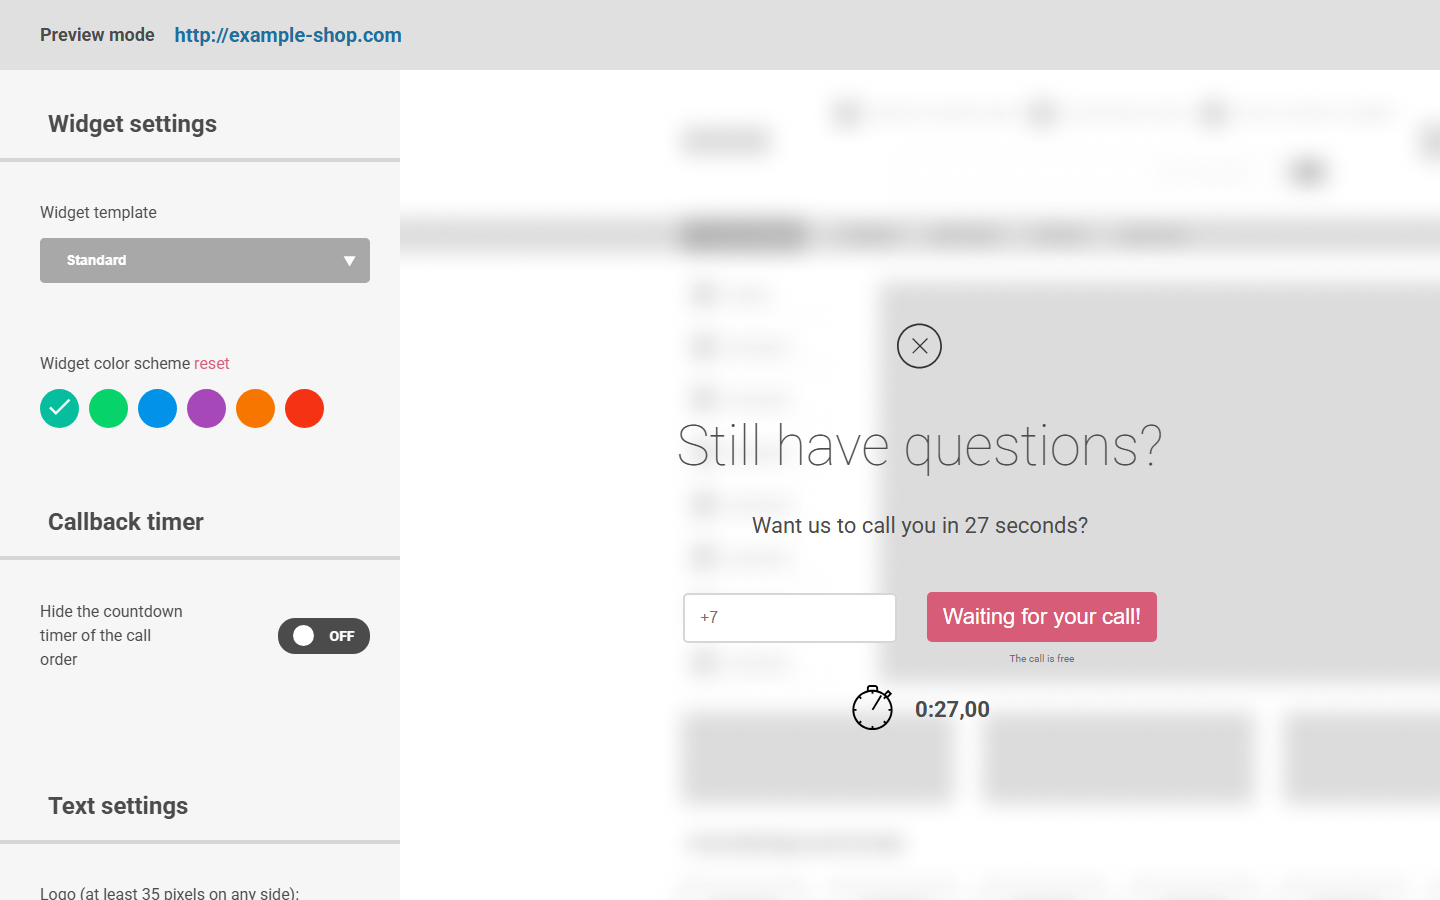 Preview mode http://example-shop.com
Widget settings
Widget template
Standard
Widget color scheme reset
Callback timer
Hide the countdown
timer of the call
order
OFF
Text settings
Logo (at least 35 pixels on any side):
Still have questions?
Want us to call you in 27 seconds?
+7
Waiting for your call!
The call is free
0:27,00